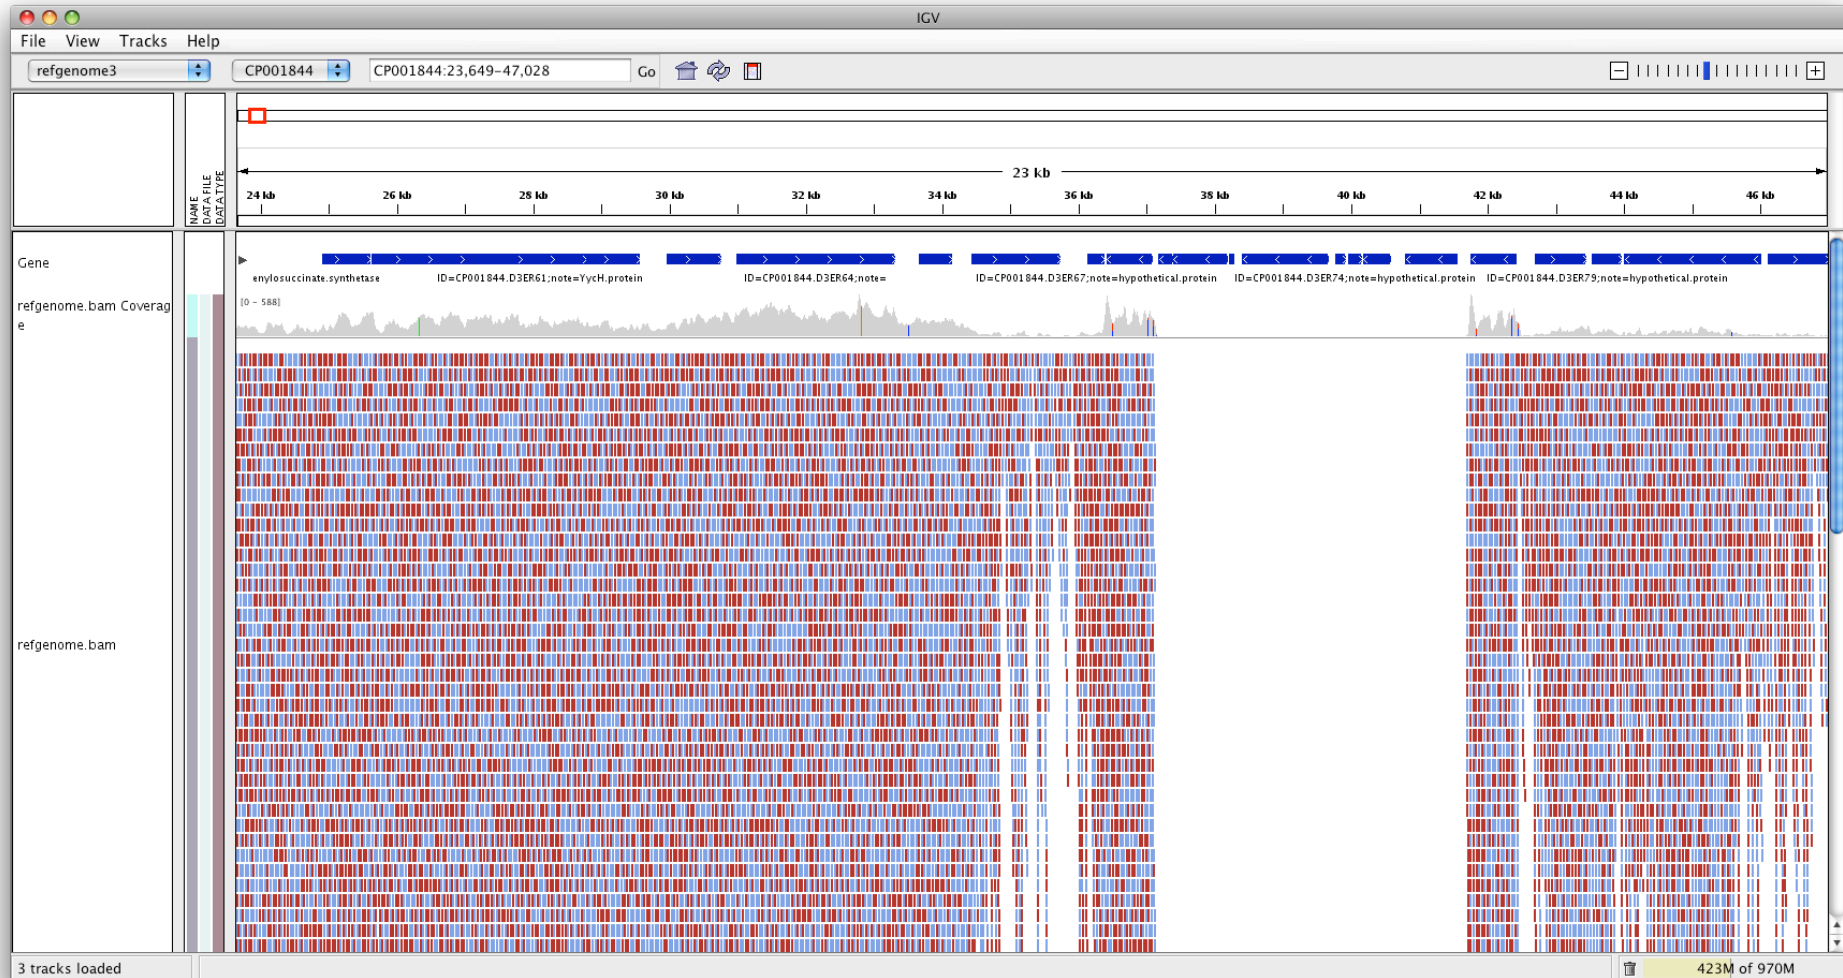 IGV
File View Tracks Help
refgenome3 CP001844 CP001844:23,649-47,028 Go
NAME
DATA FILE
DATA TYPE
23 kb
24 kb 26 kb 28 kb 30 kb 32 kb 34 kb 36 kb 38 kb 40 kb 42 kb 44 kb 46 kb
Gene
enylosuccinate.synthetase ID=CP001844.D3ER61;note=YycH.protein ID=CP001844.D3ER64;note= ID=CP001844.D3ER67;note=hypothetical.protein ID=CP001844.D3ER74;note=hypothetical.protein ID=CP001844.D3ER79;note=hypothetical.protein
refgenome.bam Coverag
e
[0 - 588]
refgenome.bam
3 tracks loaded 423M of 970M